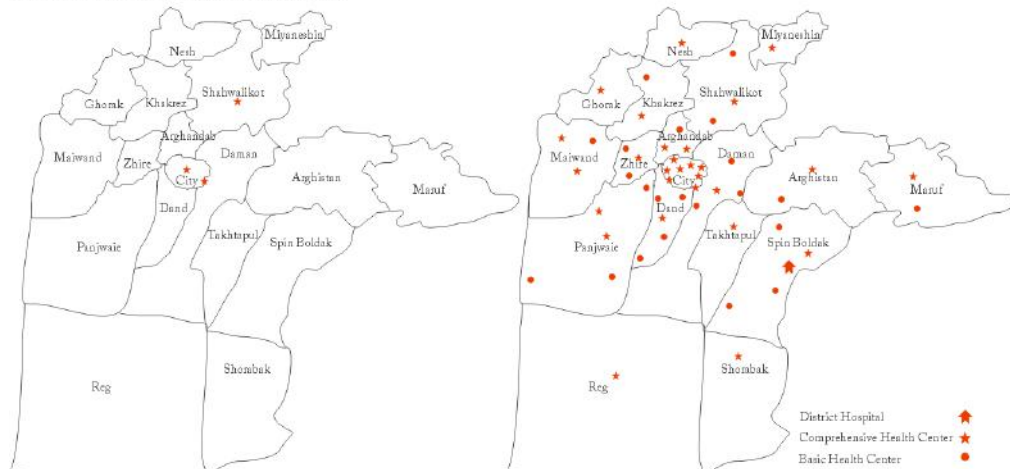 Miyaneshin
Nesh
Shahwalikot
Ghorak
Khakrez
Arghandab
Maiwand
Zhire
Daman
City
Arghistan
Maruf
Dand
Panjwaie
Takhtapul
Spin Boldak
Reg
Shombak
Miyaneshin
Nesh
Shahwalikot
Ghorak
Khakrez
Arghandab
Maiwand
Zhire
Daman
City
Arghistan
Maruf
Dand
Panjwaie
Takhtapul
Spin Boldak
Reg
Shombak
District Hospital
Comprehensive Health Center
Basic Health Center